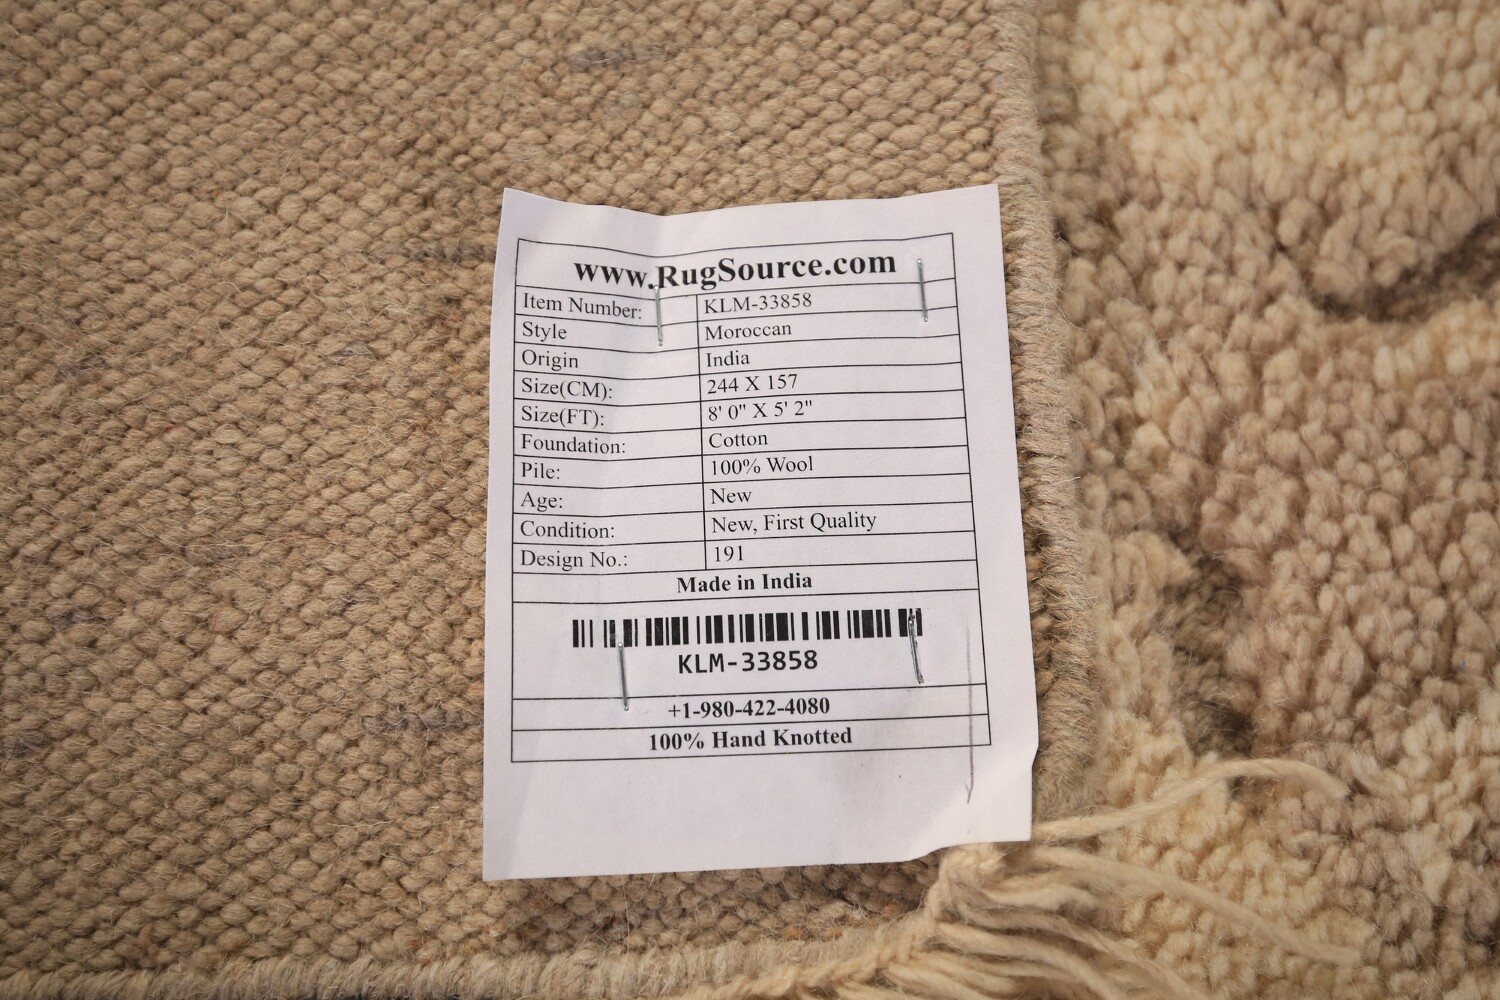 www.RugSource.com
Item Number: KLM-33858
Style Moroccan
Origin India
Size(CM): 244 X 157
Size(FT): 8' 0" X 5' 2"
Foundation: Cotton
Pile: 100% Wool
Age: New
Condition: New, First Quality
Design No.: 191
Made in India
KLM-33858
+1-980-422-4080
100% Hand Knotted